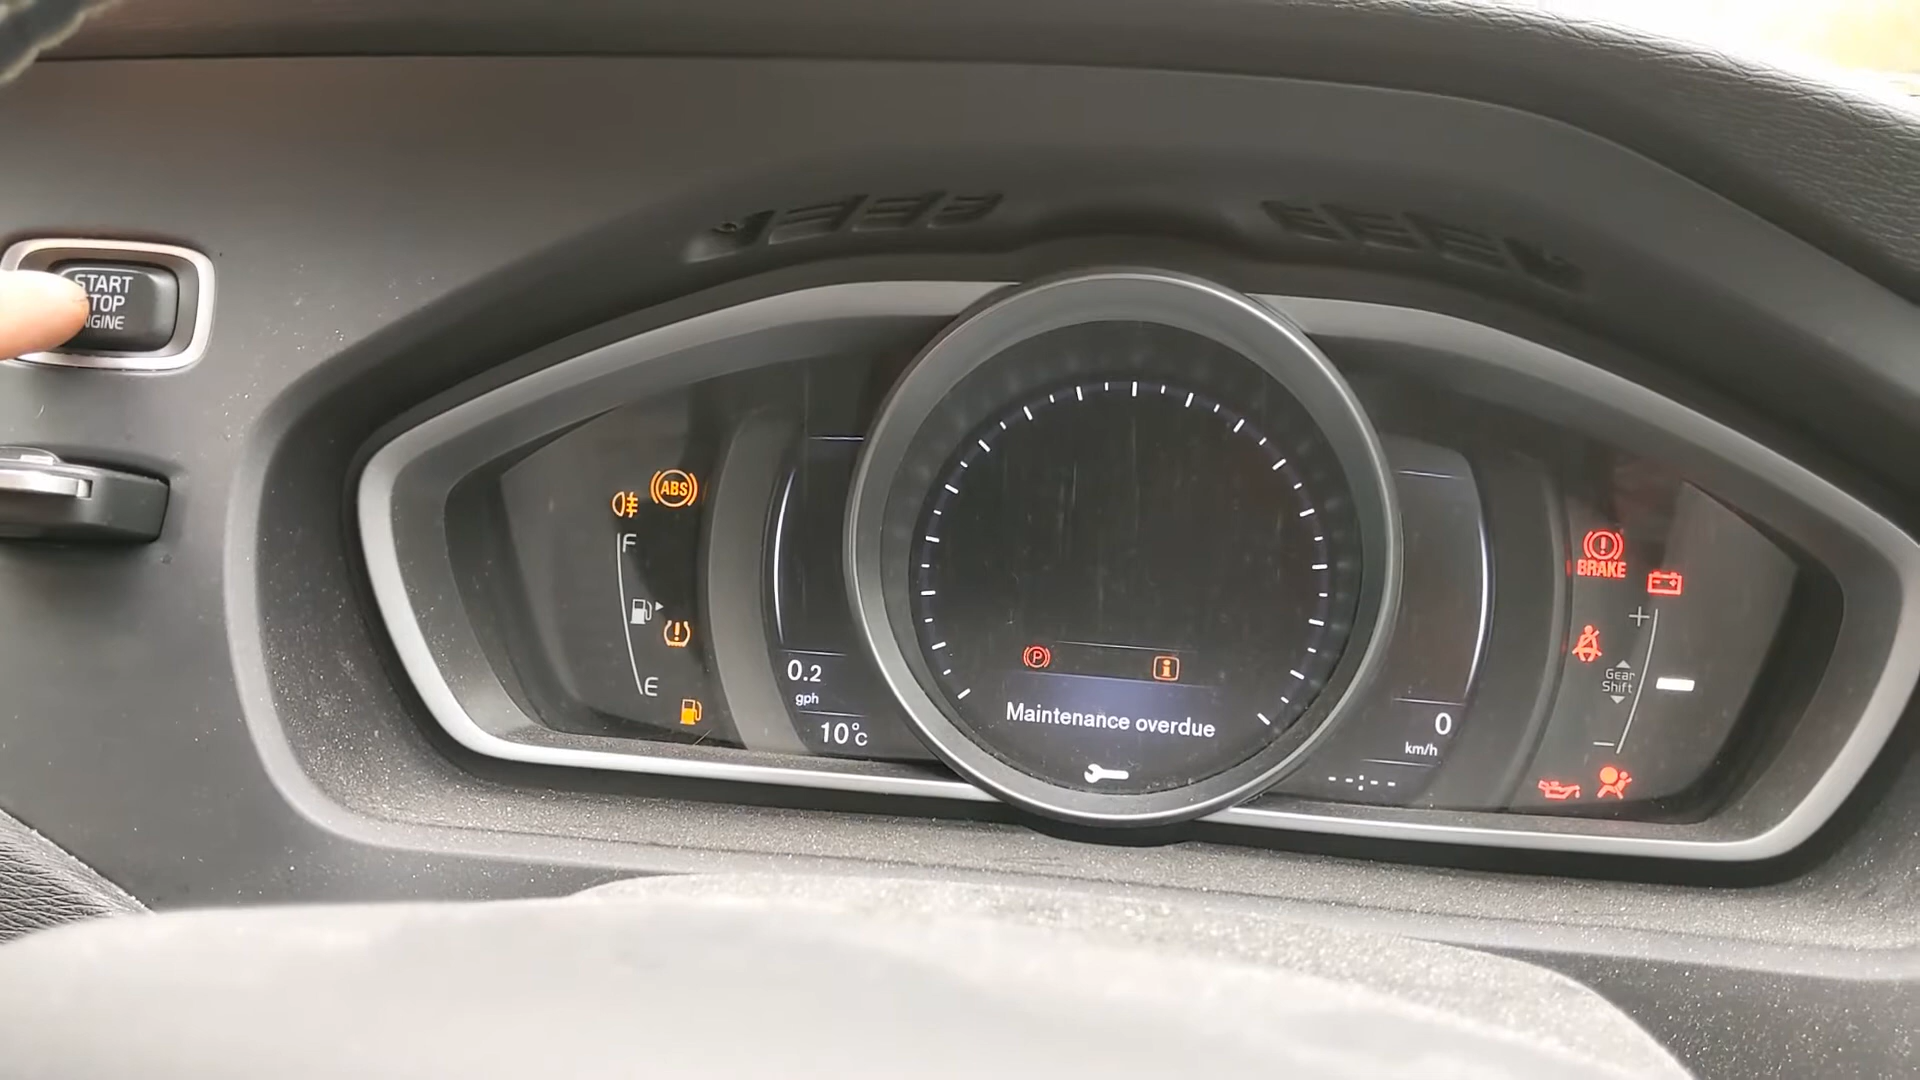 START
STOP
ENGINE
ABS
F
E
0.2
gph
10°C
P
Maintenance overdue
BRAKE
+
Gear
Shift
0
km/h
--:--